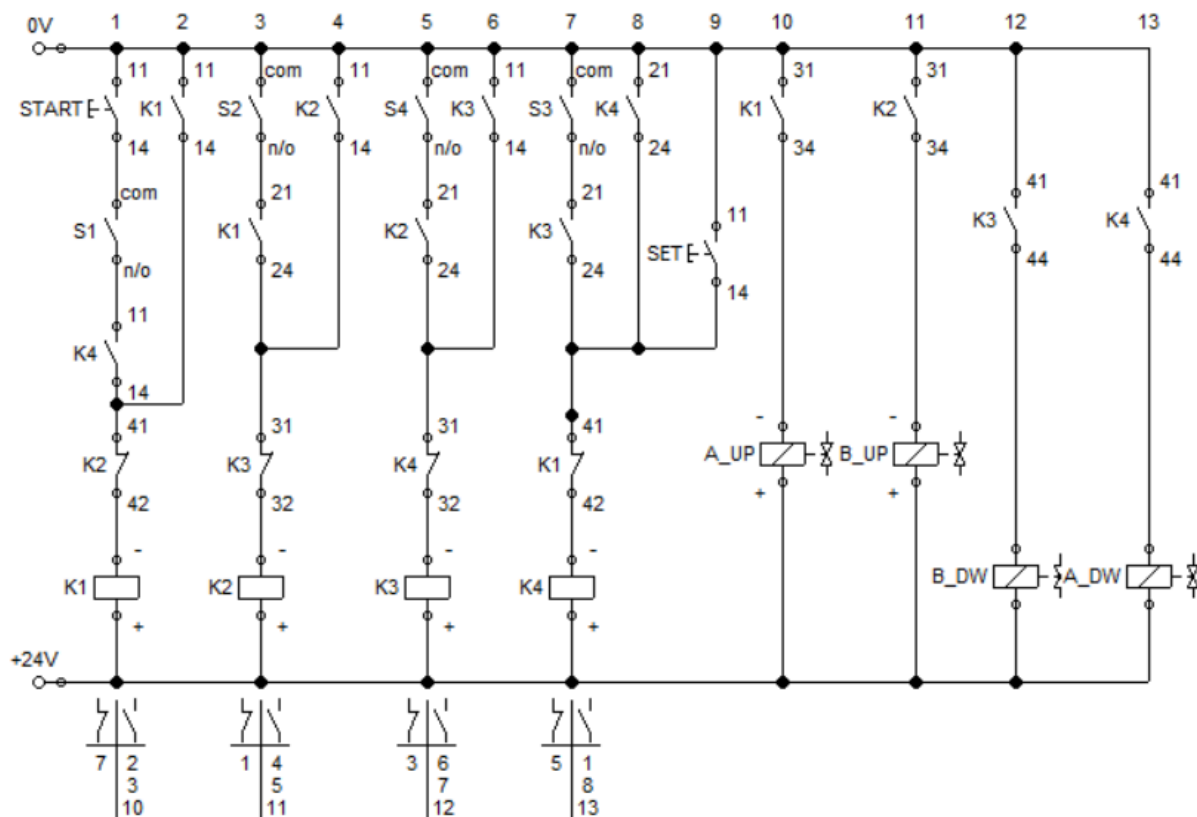 0V 1 2 3 4 5 6 7 8 9 10 11 12 13
11 11 com 11 com 11 com 21 31 31
START K1 S2 K2 S4 K3 S3 K4 K1 K2
14 14 n/o 14 n/o 14 n/o 24 34 34
com 21 21 21 11 41 41
S1 K1 K2 K3 SET K3 K4
n/o 24 24 24 14 44 44
11
K4
14
41 31 31 41 - -
K2 K3 K4 K1 A_UP B_UP
42 32 32 42 + +
- - - -
K1 K2 K3 K4 B_DW A_DW
+ + + +
+24V
7 2 1 4 3 6 5 1
3 5 7 8
10 11 12 13